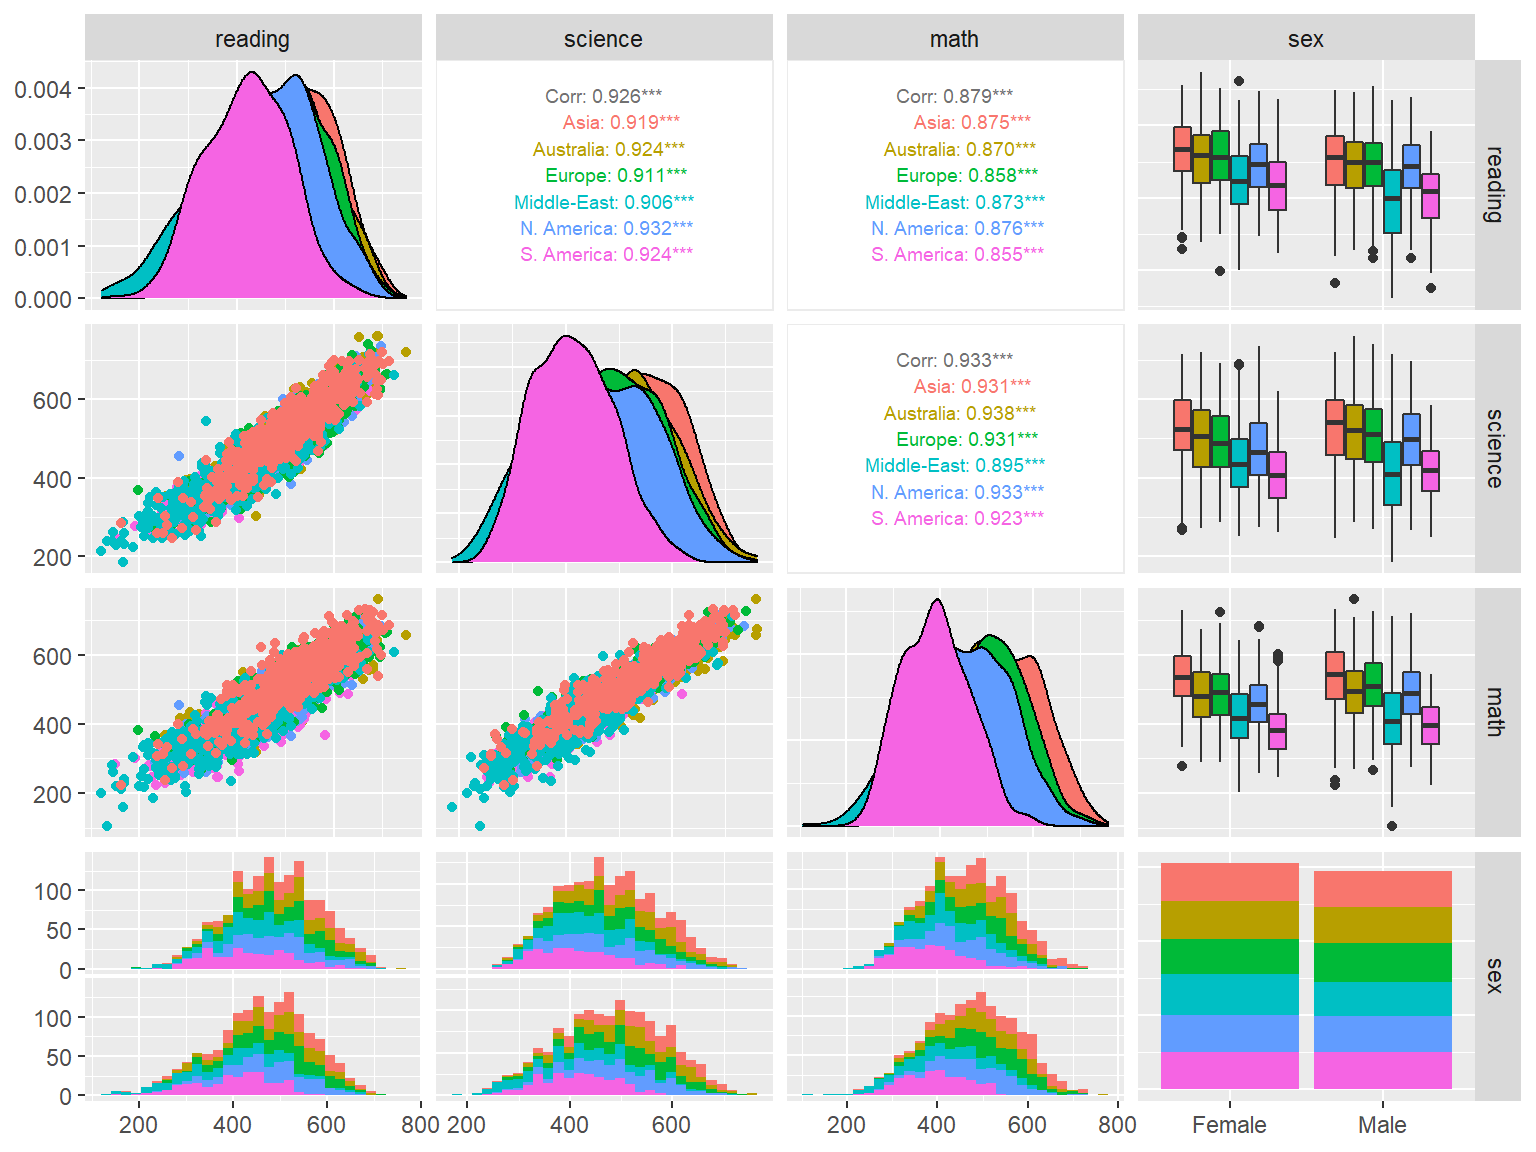 reading
science
math
sex
0.004
0.003
0.002
0.001
0.000
Corr: 0.926***
Asia: 0.919***
Australia: 0.924***
Europe: 0.911***
Middle-East: 0.906***
N. America: 0.932***
S. America: 0.924***
Corr: 0.879***
Asia: 0.875***
Australia: 0.870***
Europe: 0.858***
Middle-East: 0.873***
N. America: 0.876***
S. America: 0.855***
reading
600
400
200
Corr: 0.933***
Asia: 0.931***
Australia: 0.938***
Europe: 0.931***
Middle-East: 0.895***
N. America: 0.933***
S. America: 0.923***
science
600
400
200
math
100
50
0
100
50
0
sex
200 400 600 800
200 400 600
200 400 600 800
Female Male